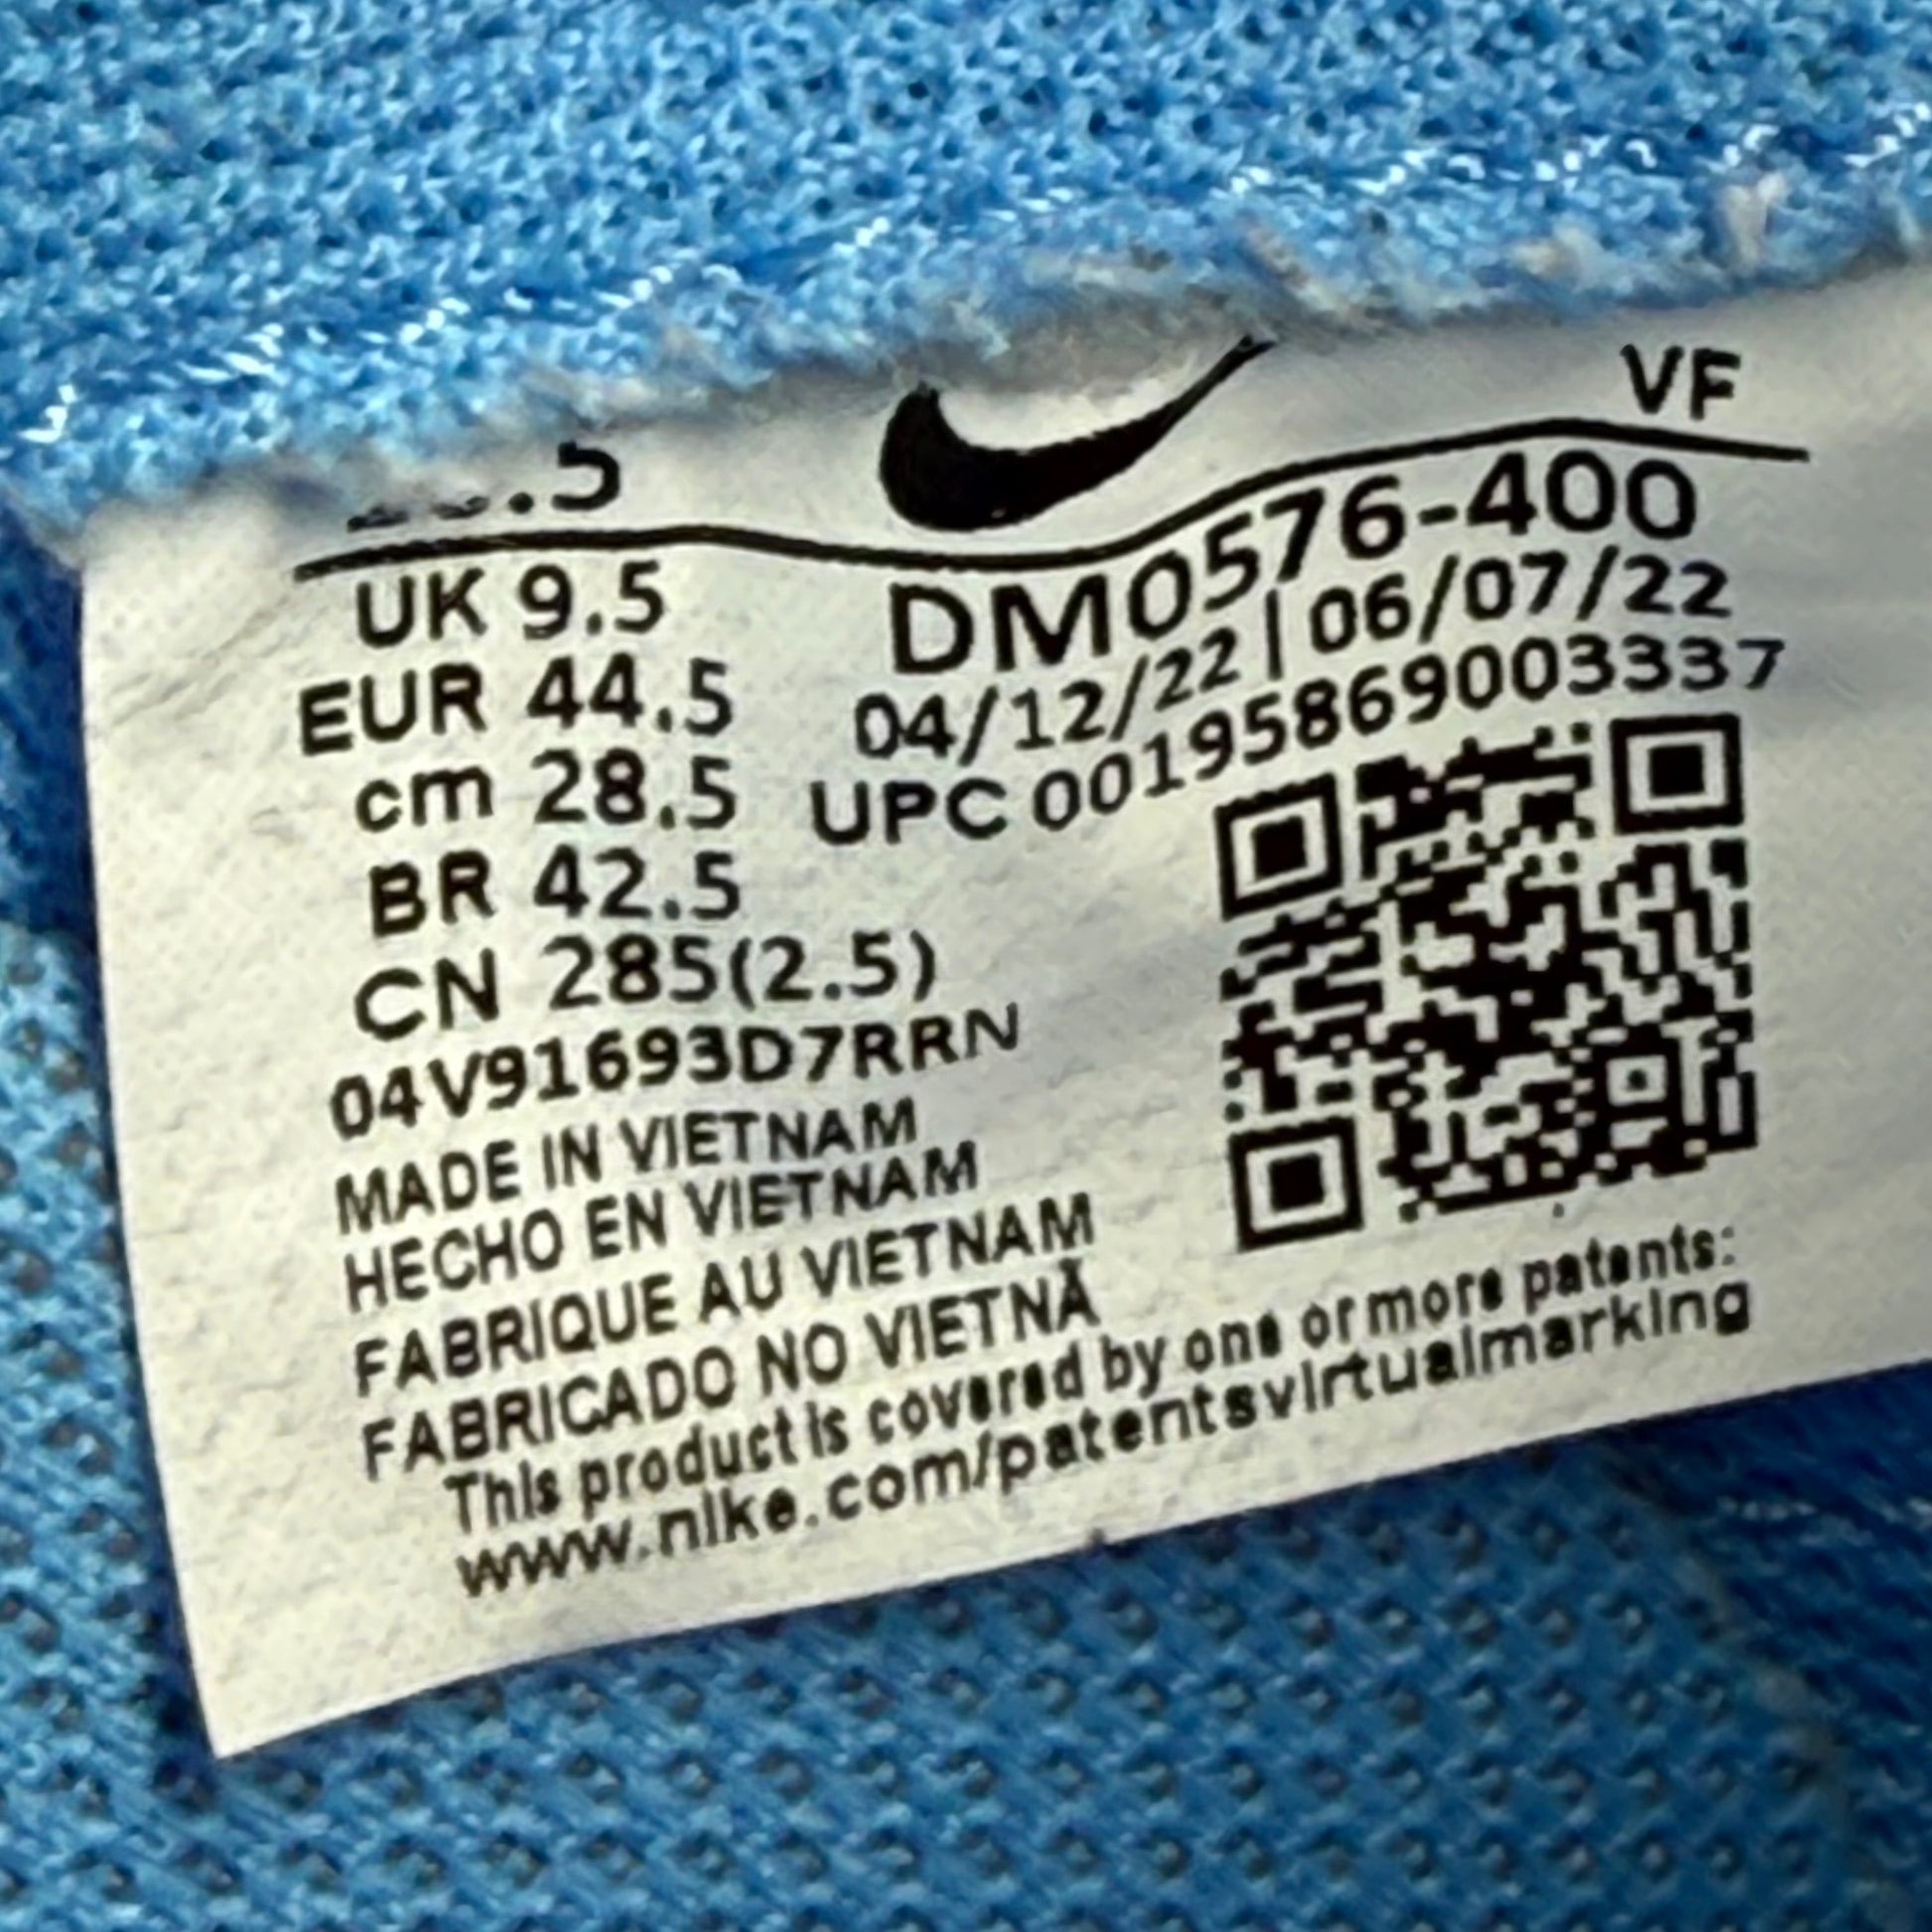 VF
UK 9.5
EUR 44.5
cm 28.5
BR 42.5
CN 285(2.5)
DM0576-400
04/12/22 | 06/07/22
UPC 00195869003337
04V91693D7RRN
MADE IN VIETNAM
HECHO EN VIETNAM
FABRIQUE AU VIETNAM
FABRICADO NO VIETNÃ
This product is covered by one or more patents:
www.nike.com/patentsvirtualmarking